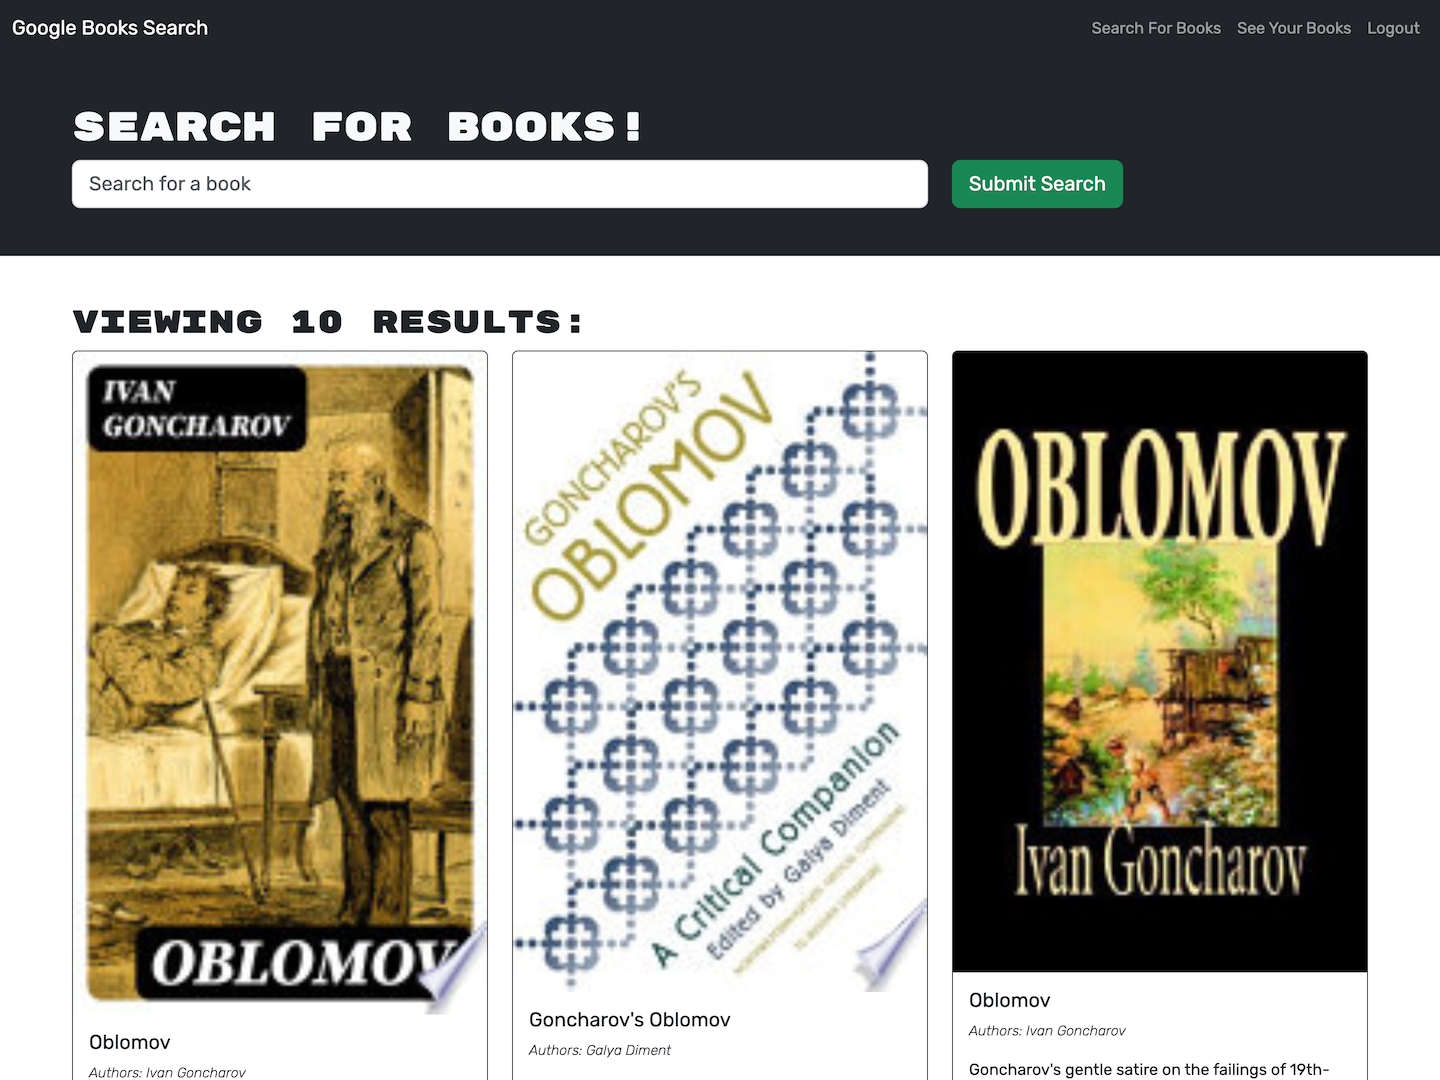 Google Books Search
Search For Books
See Your Books
Logout
SEARCH FOR BOOKS!
Search for a book
Submit Search
VIEWING 10 RESULTS:
IVAN
GONCHAROV
OBLOMOV
Oblomov
Authors: Ivan Goncharov
GONCHAROV'S
OBLOMOV
A Critical Companion
Edited by Galya Diment
Goncharov's Oblomov
Authors: Galya Diment
OBLOMOV
Ivan Goncharov
Oblomov
Authors: Ivan Goncharov
Goncharov's gentle satire on the failings of 19th-